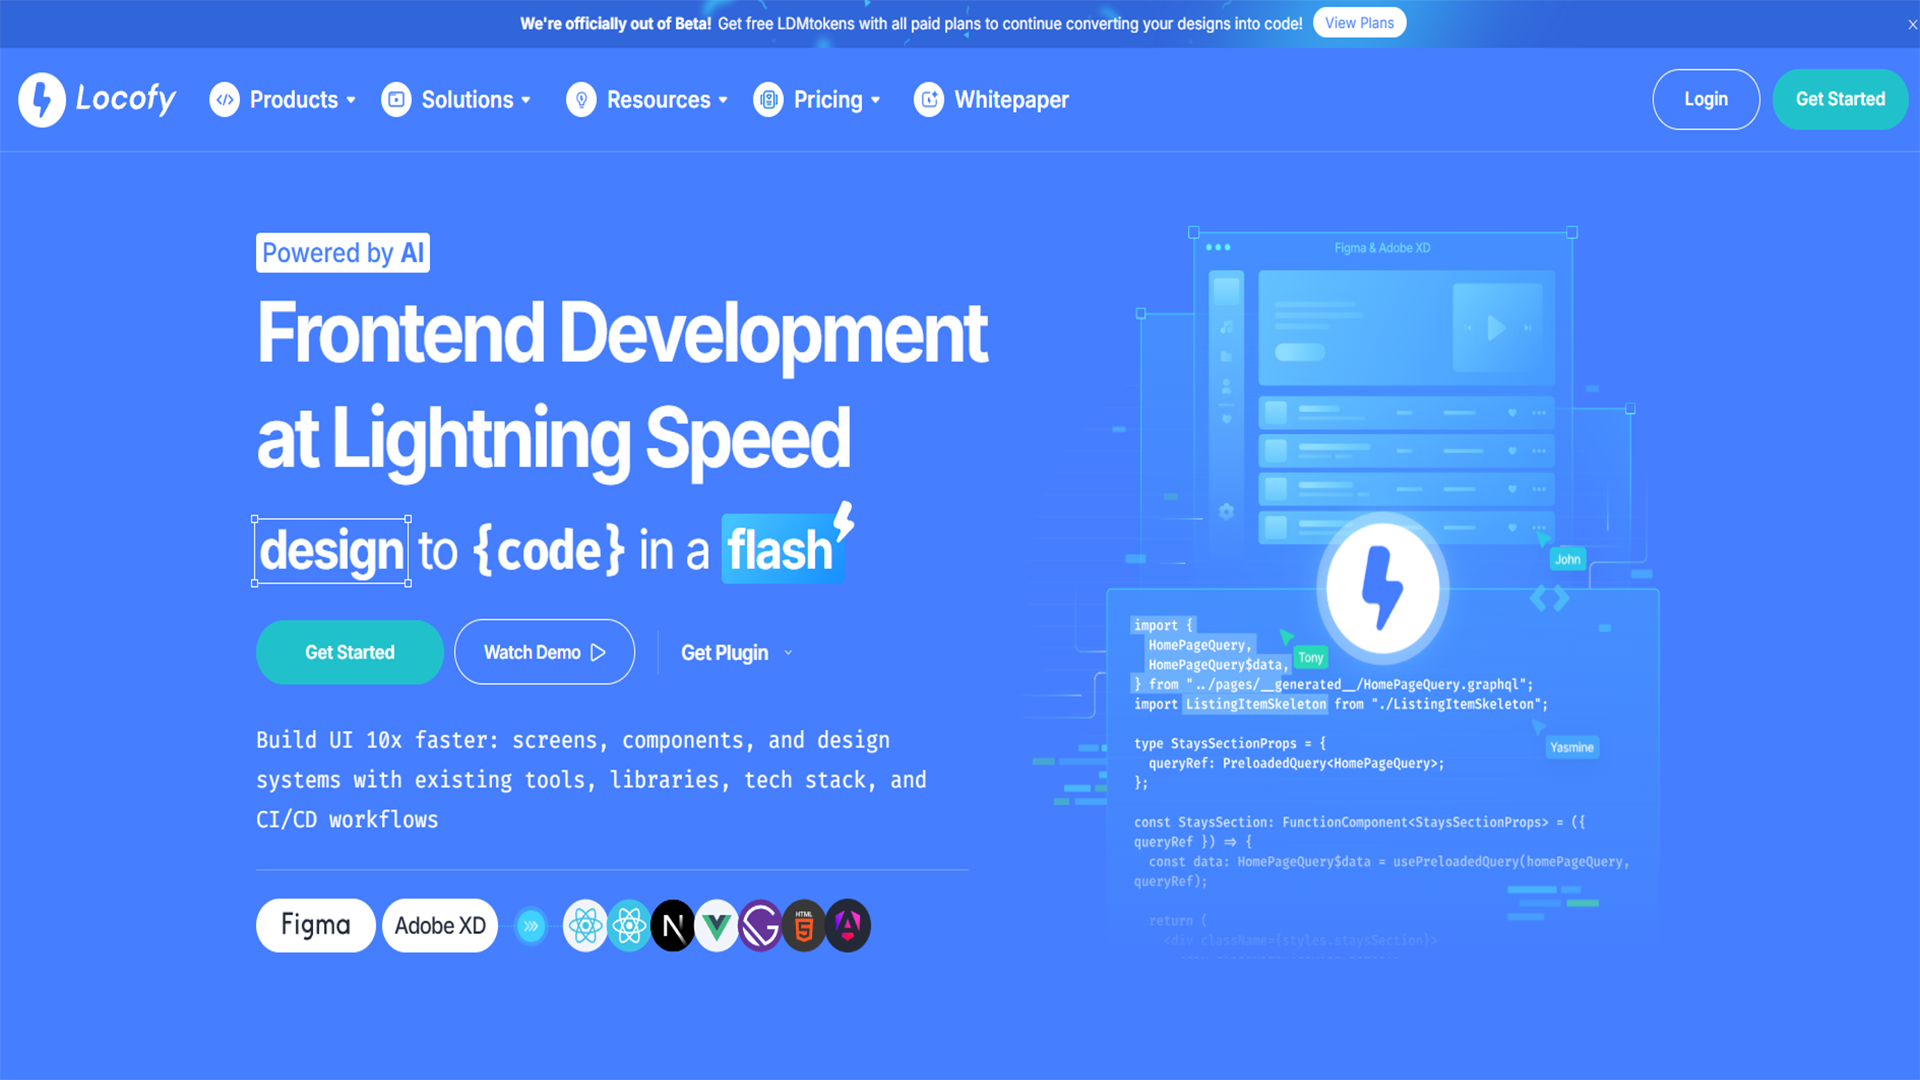 We're officially out of Beta! Get free LDMtokens with all paid plans to continue converting your designs into code! View Plans
Locofy Products Solutions Resources Pricing Whitepaper Login Get Started
Powered by AI
Frontend Development
at Lightning Speed
design to {code} in a flash
Get Started Watch Demo Get Plugin
Build UI 10x faster: screens, components, and design
systems with existing tools, libraries, tech stack, and
CI/CD workflows
Figma Adobe XD N HTML 5
Figma & Adobe XD
John
import {
HomePageQuery,
HomePageQuery$data,
Tony
} from "../pages/__generated__/HomePageQuery.graphql";
import ListingItemSkeleton from "./ListingItemSkeleton";
Yasmine
type StaysSectionProps = {
queryRef: PreloadedQuery<HomePageQuery>;
};
const StaysSection: FunctionComponent<StaysSectionProps> = ({
queryRef }) => {
const data: HomePageQuery$data = usePreloadedQuery(homePageQuery,
queryRef);
return (
<div className={styles.staysSection}>